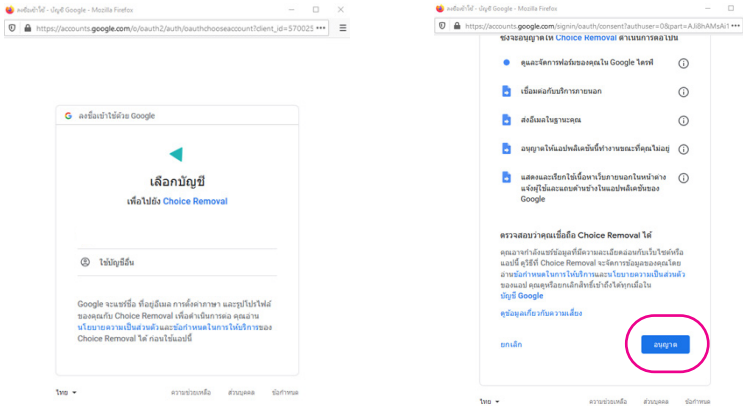 ลงชื่อเข้าใช้ - บัญชี Google - Mozilla Firefox
https://accounts.google.com/o/oauth2/auth/oauthchooseaccount?client_id=570025
ลงชื่อเข้าใช้ด้วย Google
เลือกบัญชี
เพื่อไปยัง Choice Removal
ใช้บัญชีอื่น
Google จะแชร์ชื่อ ที่อยู่อีเมล การตั้งค่าภาษา และรูปโปรไฟล์
ของคุณกับ Choice Removal เพื่อดำเนินการต่อ คุณอ่าน
นโยบายความเป็นส่วนตัวและข้อกำหนดในการให้บริการของ
Choice Removal ได้ ก่อนใช้แอปนี้
ไทย
ความช่วยเหลือ ส่วนบุคคล ข้อกำหนด
ลงชื่อเข้าใช้ - บัญชี Google - Mozilla Firefox
https://accounts.google.com/signin/oauth/consent?authuser=0&part=AJi8hAMsAi1
ซึ่งจะอนุญาตให้ Choice Removal ดำเนินการต่อไปนี้
ดูและจัดการฟอร์มของคุณใน Google ไดรฟ์
เชื่อมต่อกับบริการภายนอก
ส่งอีเมลในฐานะคุณ
อนุญาตให้แอปพลิเคชันนี้ทำงานขณะที่คุณไม่อยู่
แสดงและเรียกใช้เนื้อหาเว็บภายนอกในหน้าต่าง
แจ้งผู้ใช้และแถบด้านข้างในแอปพลิเคชันของ
Google
ตรวจสอบว่าคุณเชื่อถือ Choice Removal ได้
คุณอาจกำลังแชร์ข้อมูลที่มีความละเอียดอ่อนกับเว็บไซต์หรือ
แอปนี้ ดูวิธีที่ Choice Removal จะจัดการข้อมูลของคุณโดย
อ่านข้อกำหนดในการให้บริการและนโยบายความเป็นส่วนตัว
ของแอป คุณดูหรือยกเลิกสิทธิ์เข้าถึงได้ทุกเมื่อใน
บัญชี Google
ดูข้อมูลเกี่ยวกับความเสี่ยง
ยกเลิก
อนุญาต
ไทย
ความช่วยเหลือ ส่วนบุคคล ข้อกำหนด